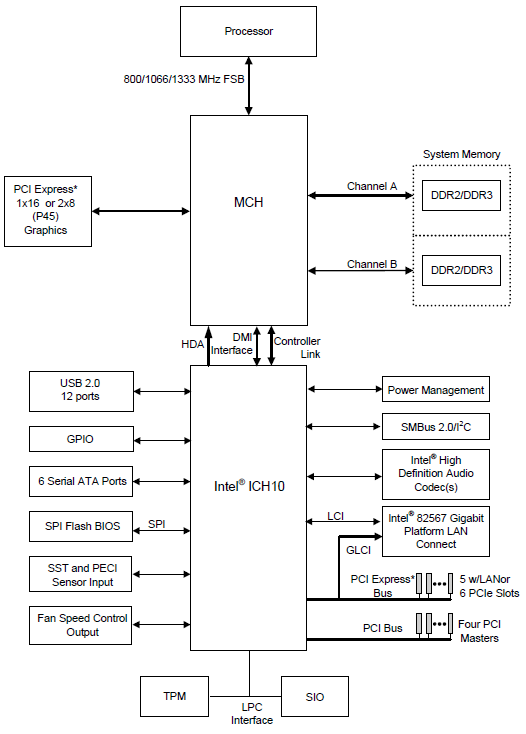 Processor
800/1066/1333 MHz FSB
System Memory
PCI Express*
1x16 or 2x8
(P45)
Graphics
MCH
Channel A
DDR2/DDR3
Channel B
DDR2/DDR3
HDA
DMI
Interface
Controller
Link
USB 2.0
12 ports
GPIO
6 Serial ATA Ports
SPI Flash BIOS
SPI
SST and PECI
Sensor Input
Fan Speed Control
Output
Intel® ICH10
Power Management
SMBus 2.0/I²C
Intel® High
Definition Audio
Codec(s)
LCI
Intel® 82567 Gigabit
Platform LAN
Connect
GLCI
PCI Express*
Bus
5 w/LANor
6 PCIe Slots
PCI Bus
Four PCI
Masters
TPM
LPC
Interface
SIO